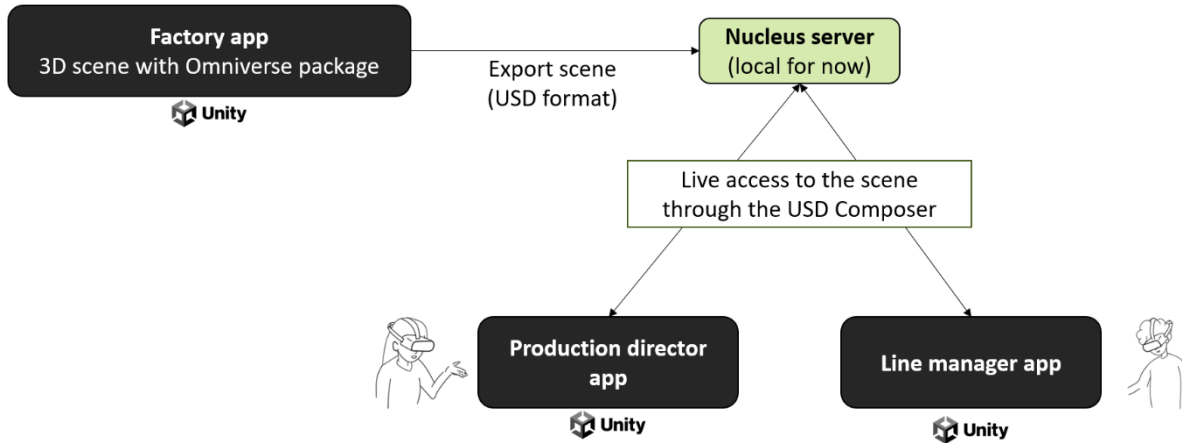 Factory app
3D scene with Omniverse package
Unity
Export scene
(USD format)
Nucleus server
(local for now)
Live access to the scene
through the USD Composer
Production director
app
Unity
Line manager app
Unity